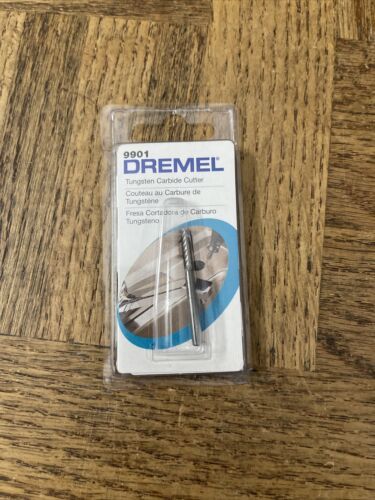 9901
DREMEL
Tungsten Carbide Cutter
Couteau au Carbure de
Tungstène
Fresa Cortadora de Carburo
Tungsteno